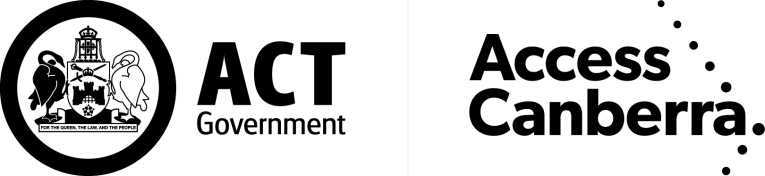 FOR THE QUEEN, THE LAW, AND THE PEOPLE
ACT
Government
Access
Canberra.